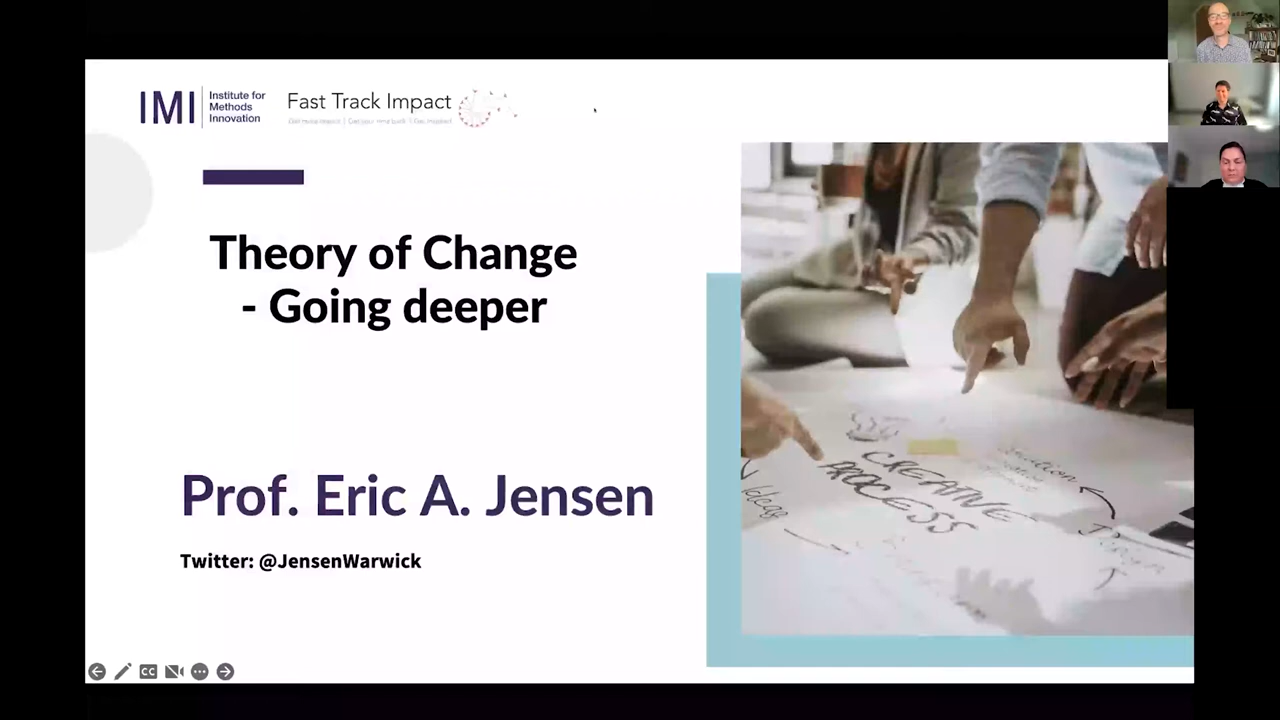 IMI
Institute for
Methods
Innovation
Fast Track Impact
Theory of Change
- Going deeper
Prof. Eric A. Jensen
Twitter: @JensenWarwick
CREATIVE
PROCESS
CC